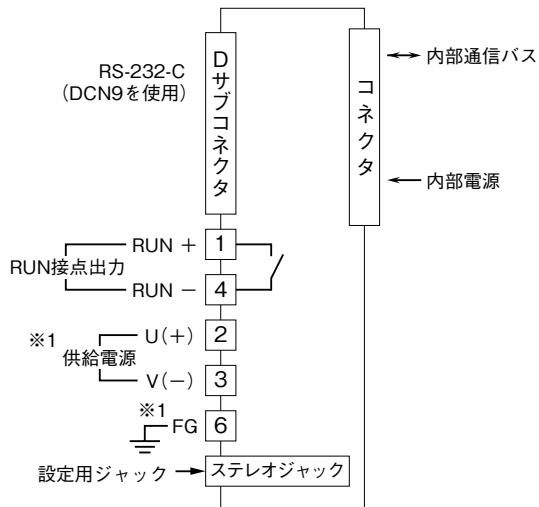 RS-232-C
（DCN9を使用）
Dサブコネクタ
コネクタ
内部通信バス
内部電源
RUN接点出力
RUN ＋
1
RUN －
4
※1
供給電源
U（＋）
2
V（－）
3
※1
FG
6
設定用ジャック
ステレオジャック